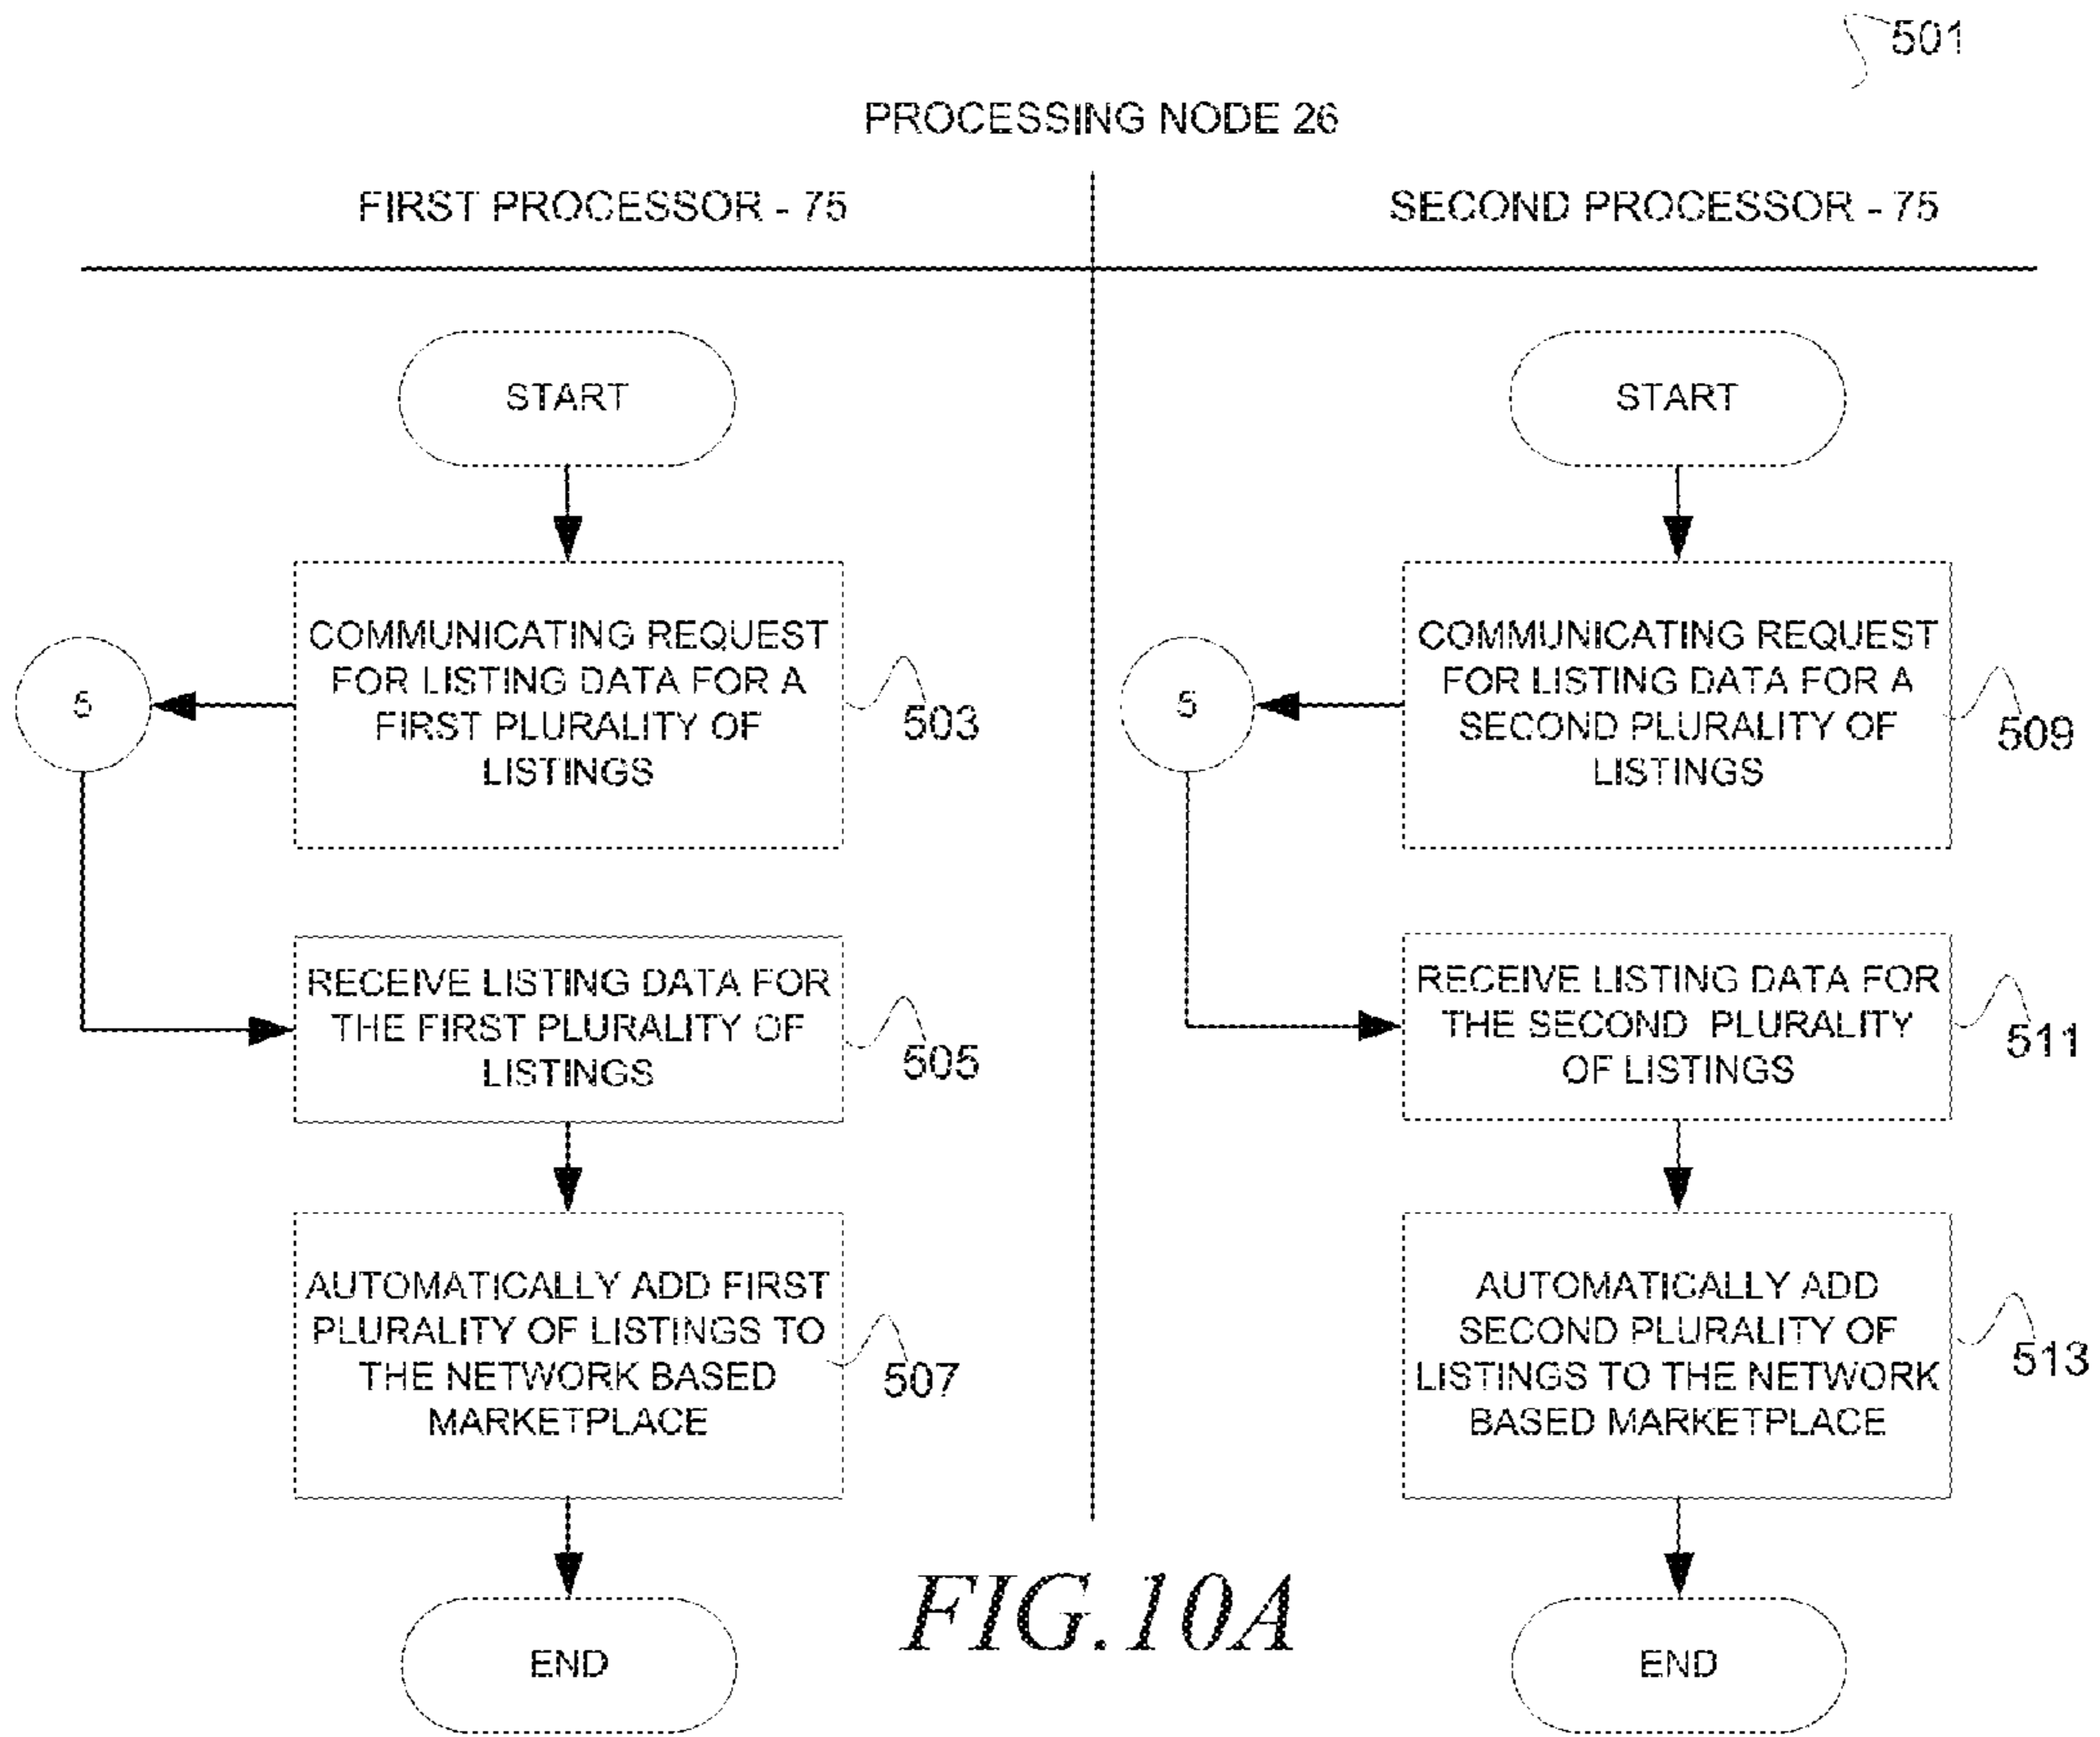 501
PROCESSING NODE 26
FIRST PROCESSOR - 75
SECOND PROCESSOR - 75
START
COMMUNICATING REQUEST
FOR LISTING DATA FOR A
FIRST PLURALITY OF
LISTINGS
503
5
RECEIVE LISTING DATA FOR
THE FIRST PLURALITY OF
LISTINGS
505
AUTOMATICALLY ADD FIRST
PLURALITY OF LISTINGS TO
THE NETWORK BASED
MARKETPLACE
507
END
START
COMMUNICATING REQUEST
FOR LISTING DATA FOR A
SECOND PLURALITY OF
LISTINGS
509
5
RECEIVE LISTING DATA FOR
THE SECOND PLURALITY
OF LISTINGS
511
AUTOMATICALLY ADD
SECOND PLURALITY OF
LISTINGS TO THE NETWORK
BASED MARKETPLACE
513
END
FIG.10A